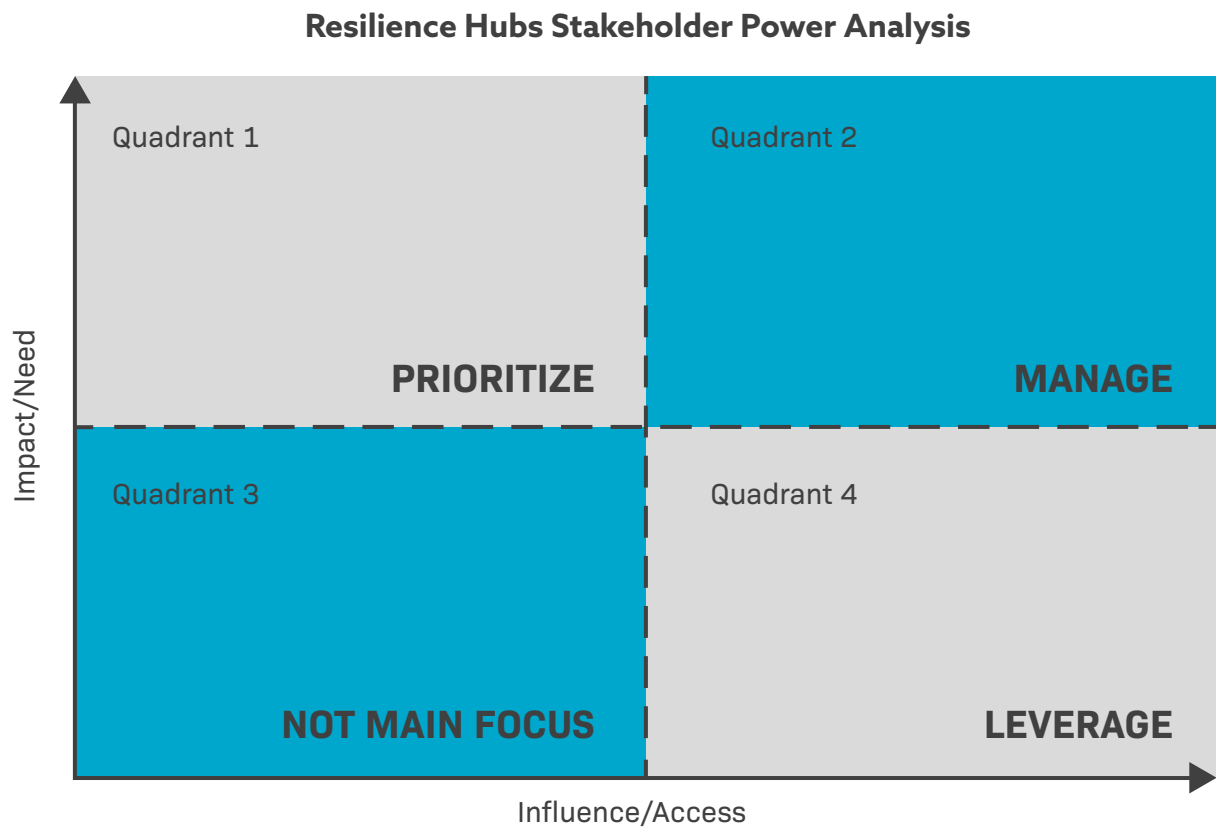 Resilience Hubs Stakeholder Power Analysis
Quadrant 1
Quadrant 2
PRIORITIZE
MANAGE
Impact/Need
Quadrant 3
Quadrant 4
NOT MAIN FOCUS
LEVERAGE
Influence/Access